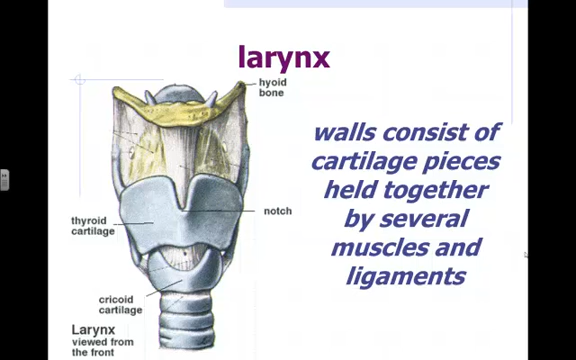 larynx
hyoid
bone
walls consist of
cartilage pieces
held together
by several
muscles and
ligaments
notch
thyroid
cartilage
cricoid
cartilage
Larynx
viewed from
the front